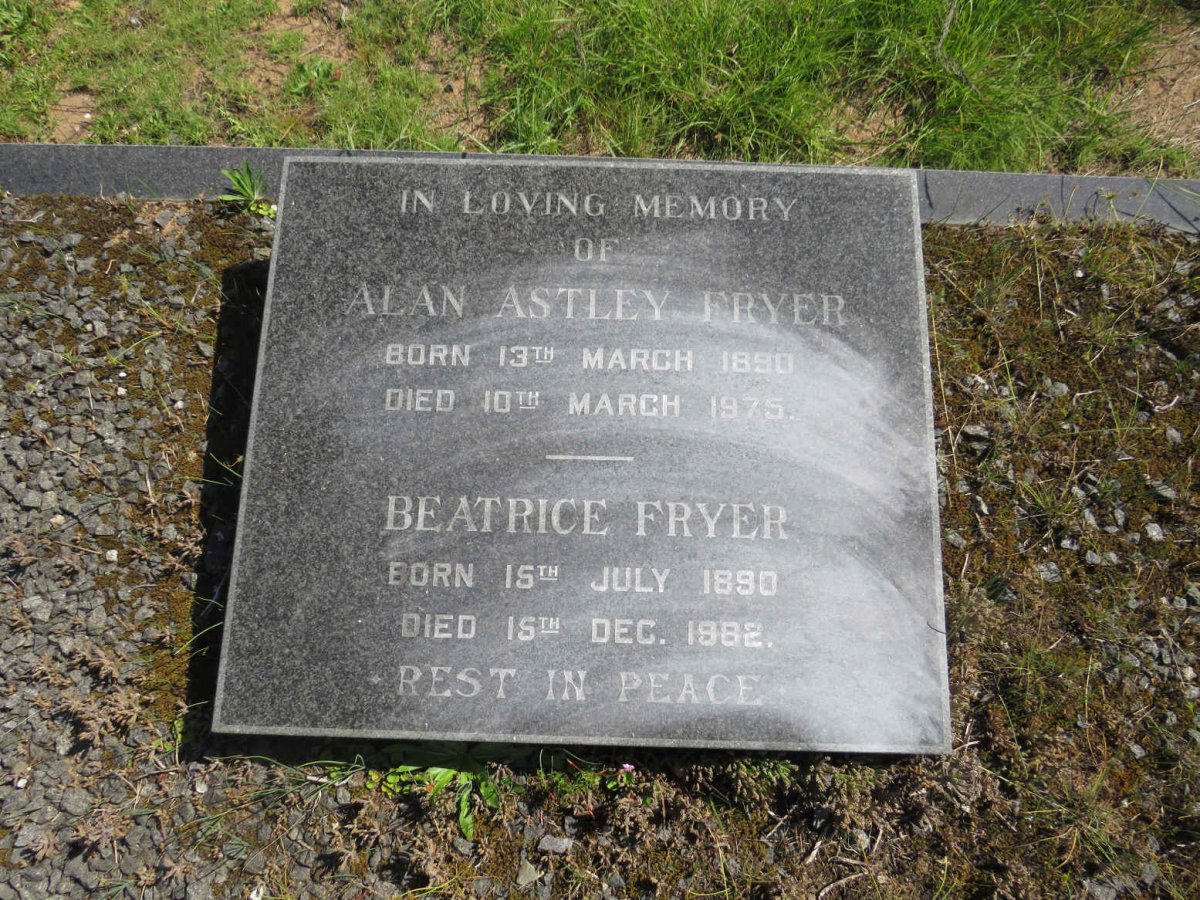 IN LOVING MEMORY
OF
ALAN ASTLEY FRYER
BORN 13TH MARCH 1890
DIED 10TH MARCH 1975.
BEATRICE FRYER
BORN 15TH JULY 1890
DIED 15TH DEC. 1982.
· REST IN PEACE ·